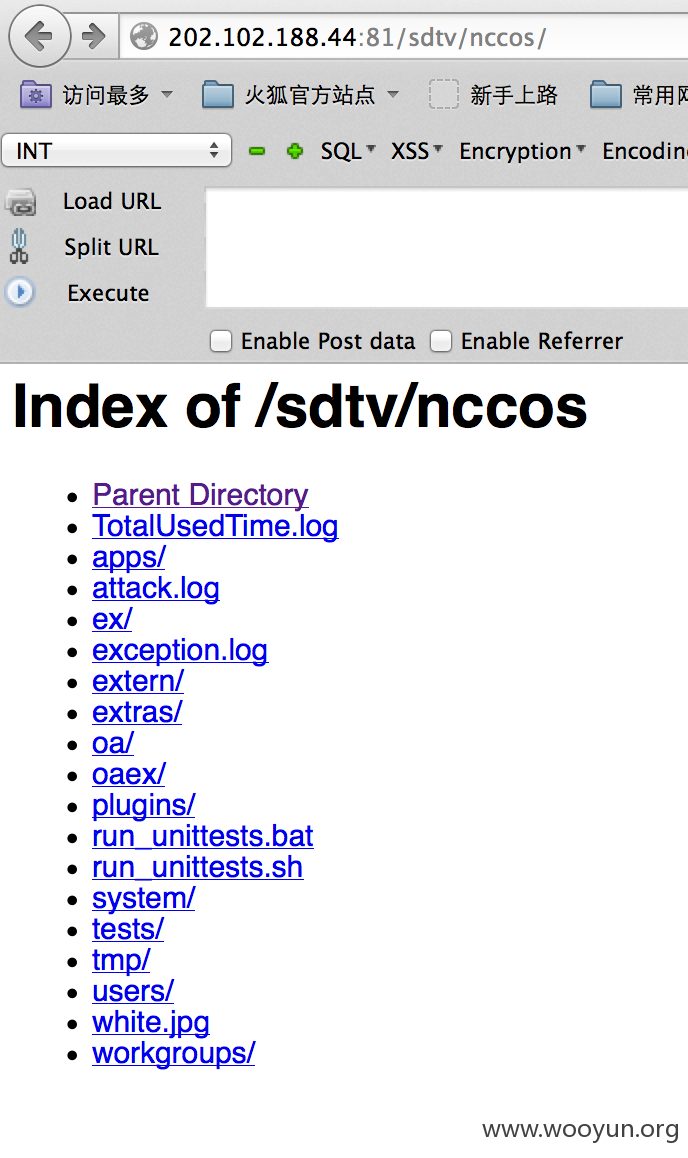 202.102.188.44:81/sdtv/nccos/
访问最多 火狐官方站点 新手上路 常用网
INT SQL XSS Encryption Encodin
Load URL
Split URL
Execute
Enable Post data Enable Referrer
Index of /sdtv/nccos
Parent Directory
TotalUsedTime.log
apps/
attack.log
ex/
exception.log
extern/
extras/
oa/
oaex/
plugins/
run_unittests.bat
run_unittests.sh
system/
tests/
tmp/
users/
white.jpg
workgroups/
www.wooyun.org